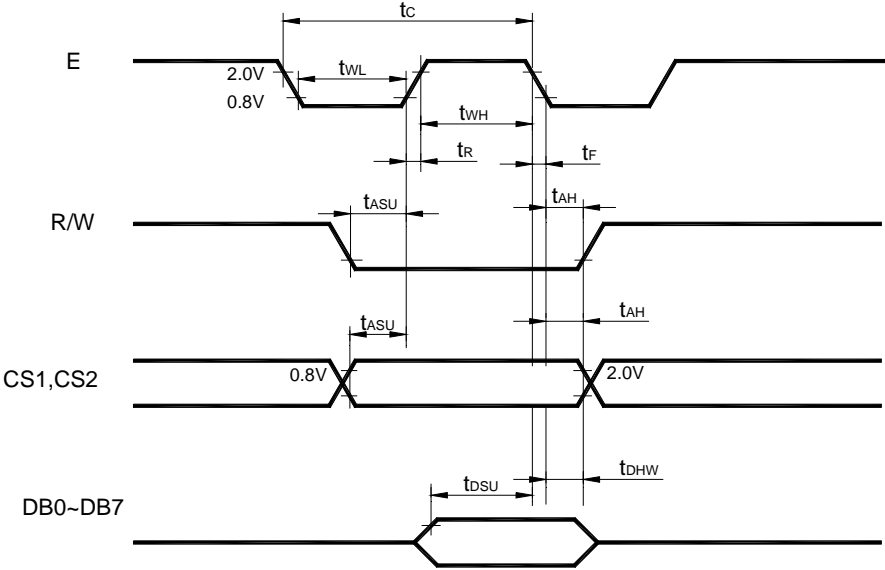 tC
E
2.0V
tWL
0.8V
tWH
tR
tF
tASU
tAH
R/W
tAH
tASU
CS1,CS2
0.8V
2.0V
tDHW
tDSU
DB0~DB7